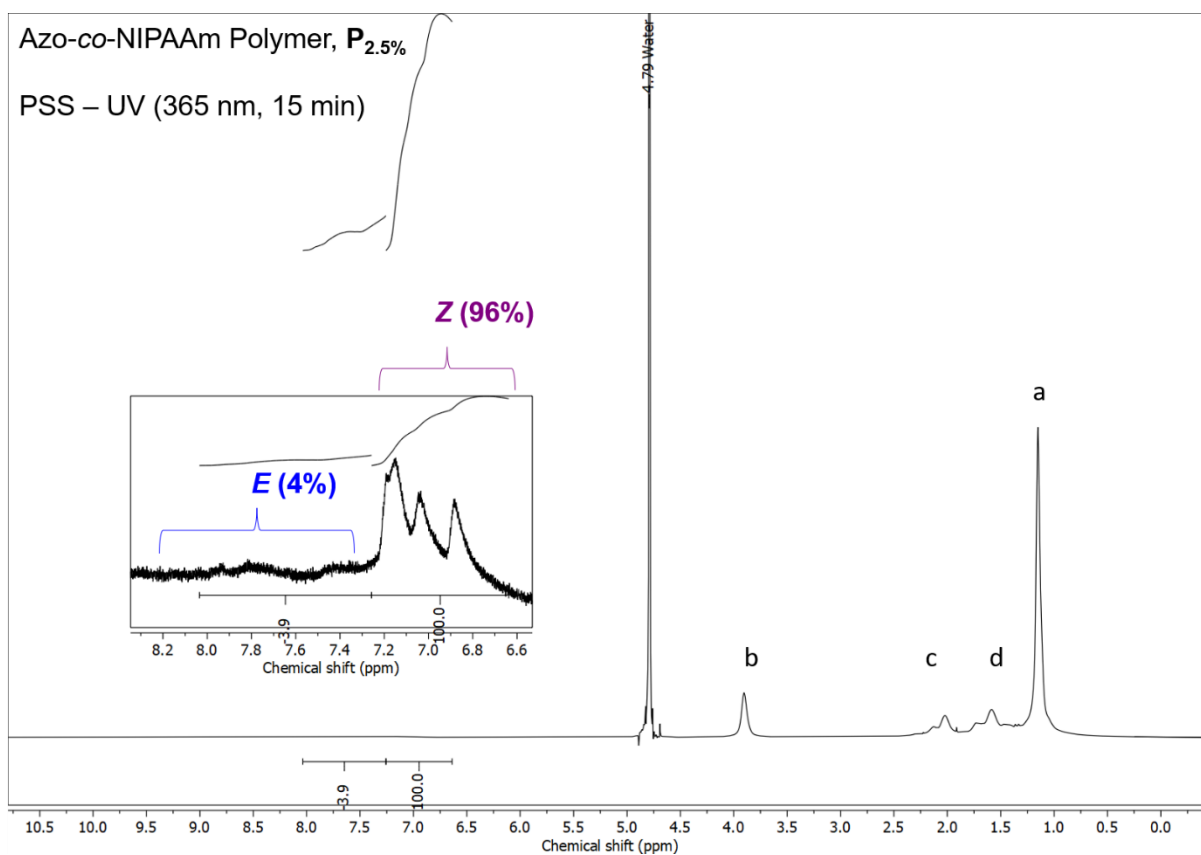 Azo-co-NIPAAm Polymer, P2.5%
PSS – UV (365 nm, 15 min)
4.79 Water
Z (96%)
E (4%)
a
b
c
d
3.9
100.0
8.2 8.0 7.8 7.6 7.4 7.2 7.0 6.8 6.6
Chemical shift (ppm)
3.9
100.0
10.5 10.0 9.5 9.0 8.5 8.0 7.5 7.0 6.5 6.0 5.5 5.0 4.5 4.0 3.5 3.0 2.5 2.0 1.5 1.0 0.5 0.0
Chemical shift (ppm)